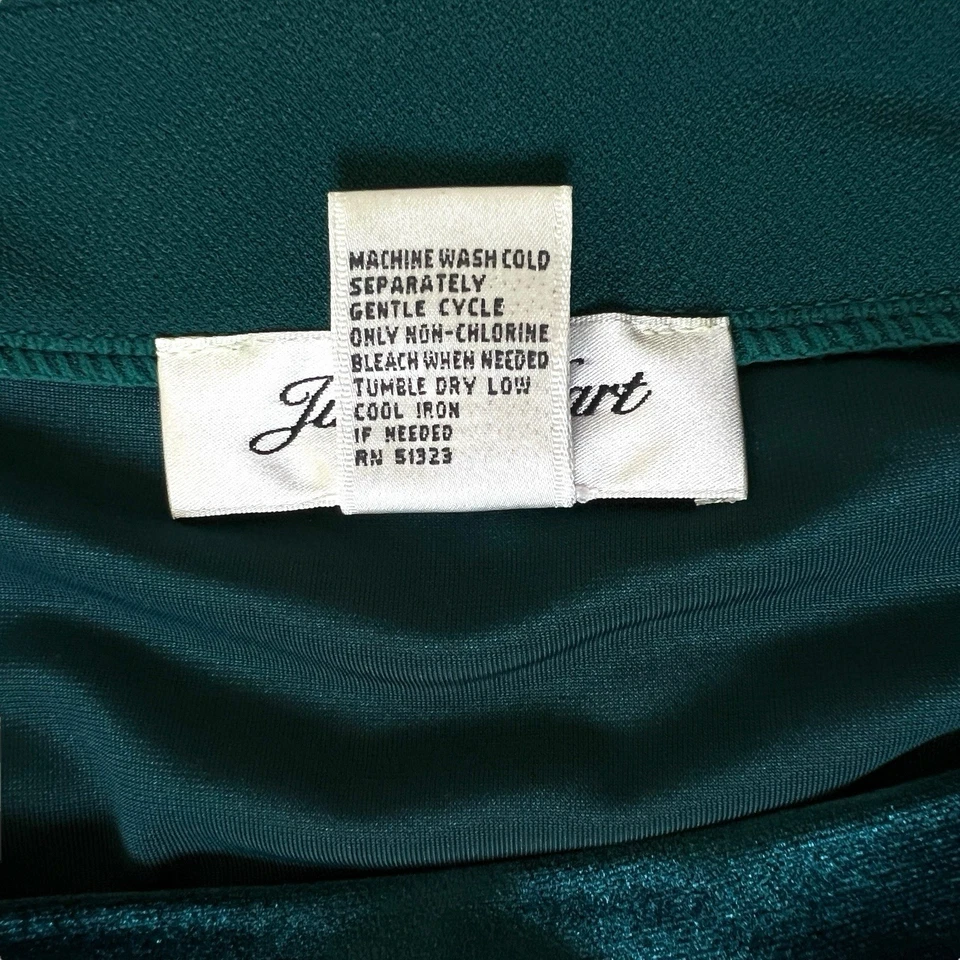 MACHINE WASH COLD
SEPARATELY
GENTLE CYCLE
ONLY NON-CHLORINE
BLEACH WHEN NEEDED
TUMBLE DRY LOW
COOL IRON
IF NEEDED
RN 51323